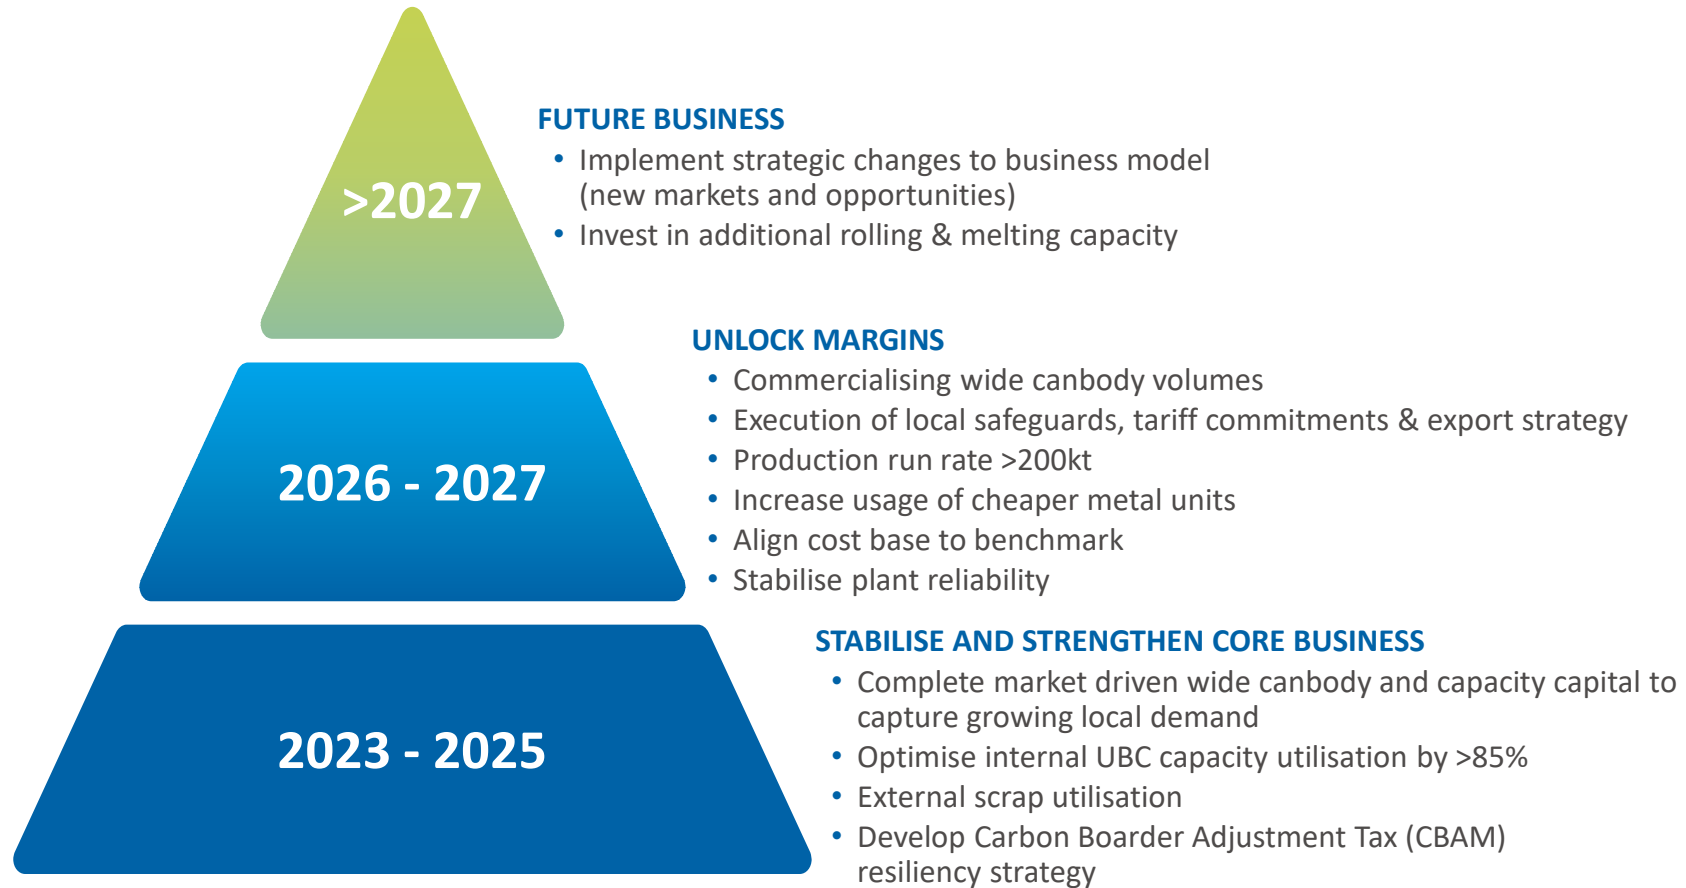 >2027
FUTURE BUSINESS
• Implement strategic changes to business model
(new markets and opportunities)
• Invest in additional rolling & melting capacity
2026 - 2027
UNLOCK MARGINS
• Commercialising wide canbody volumes
• Execution of local safeguards, tariff commitments & export strategy
• Production run rate >200kt
• Increase usage of cheaper metal units
• Align cost base to benchmark
• Stabilise plant reliability
2023 - 2025
STABILISE AND STRENGTHEN CORE BUSINESS
• Complete market driven wide canbody and capacity capital to
capture growing local demand
• Optimise internal UBC capacity utilisation by >85%
• External scrap utilisation
• Develop Carbon Boarder Adjustment Tax (CBAM)
resiliency strategy